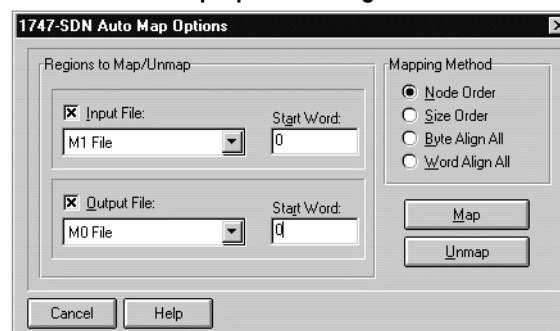 1747-SDN Auto Map Options
Regions to Map/Unmap
Input File:
Start Word:
M1 File
0
Output File:
Start Word:
M0 File
0
Mapping Method
Node Order
Size Order
Byte Align All
Word Align All
Map
Unmap
Cancel
Help